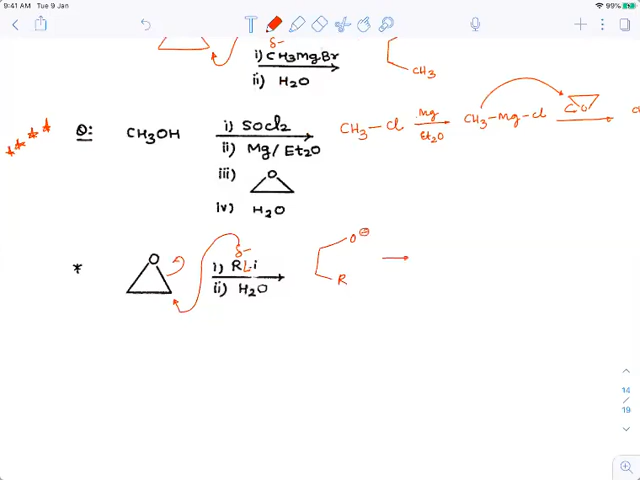 9:41 AM Tue 9 Jan
99%
δ-
i) CH3MgBr
ii) H2O
CH3
Q:
CH3OH
i) SOCl2
ii) Mg/Et2O
iii)
O
iv) H2O
CH3-Cl
Mg
Et2O
CH3-Mg-Cl
O
*
O
δ-
i) RLi
ii) H2O
O⊖
R
14
/
19